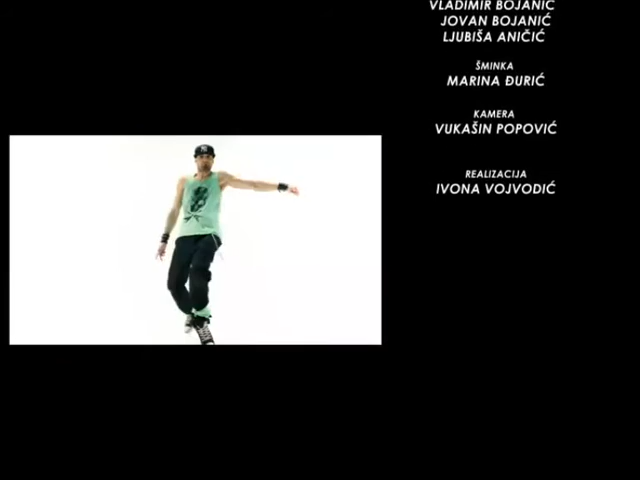 VLADIMIR BOJANIĆ
JOVAN BOJANIĆ
LJUBIŠA ANIČIĆ
ŠMINKA
MARINA ĐURIĆ
KAMERA
VUKAŠIN POPOVIĆ
REALIZACIJA
IVONA VOJVODIĆ